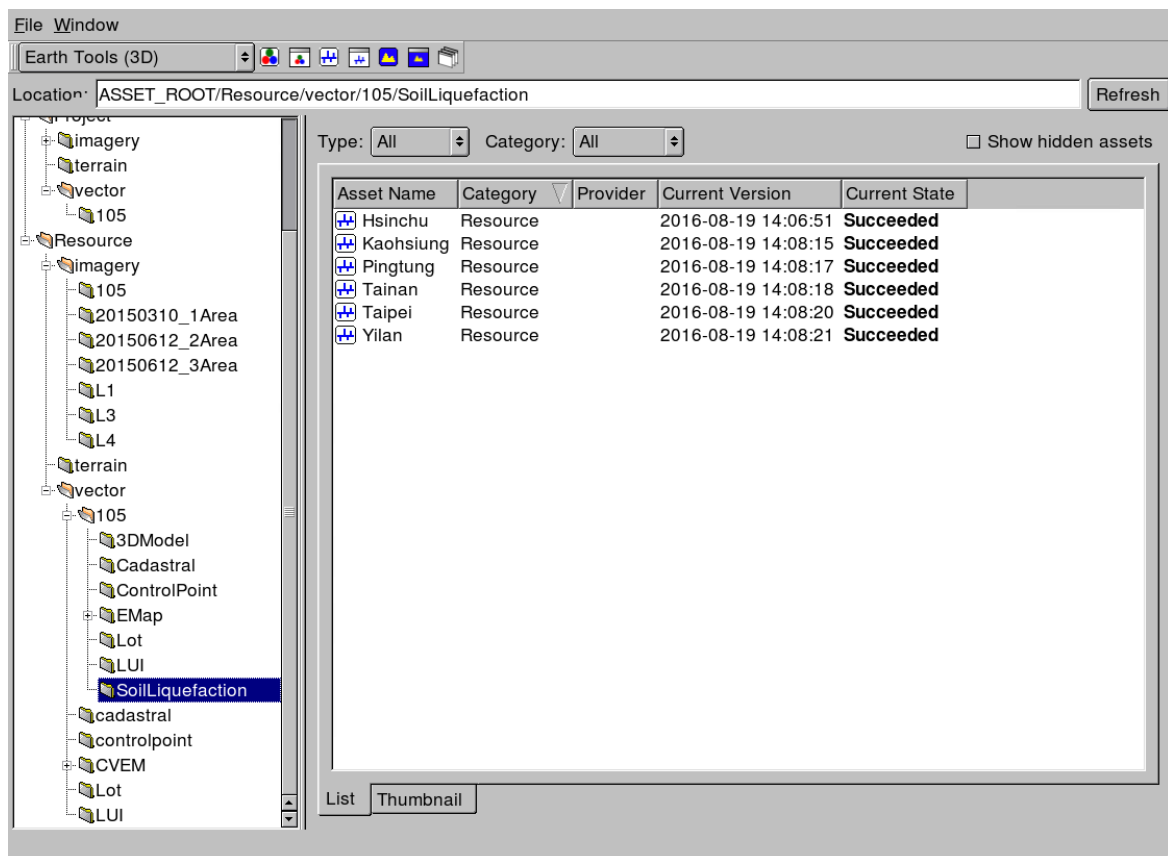 File Window
Earth Tools (3D)
Location: ASSET_ROOT/Resource/vector/105/SoilLiquefaction Refresh
Project
imagery
terrain
vector
105
Resource
imagery
105
20150310_1Area
20150612_2Area
20150612_3Area
L1
L3
L4
terrain
vector
105
3DModel
Cadastral
ControlPoint
EMap
Lot
LUI
SoilLiquefaction
cadastral
controlpoint
CVEM
Lot
LUI
Type: All Category: All Show hidden assets
Asset Name Category Provider Current Version Current State
Hsinchu Resource 2016-08-19 14:06:51 Succeeded
Kaohsiung Resource 2016-08-19 14:08:15 Succeeded
Pingtung Resource 2016-08-19 14:08:17 Succeeded
Tainan Resource 2016-08-19 14:08:18 Succeeded
Taipei Resource 2016-08-19 14:08:20 Succeeded
Yilan Resource 2016-08-19 14:08:21 Succeeded
List Thumbnail